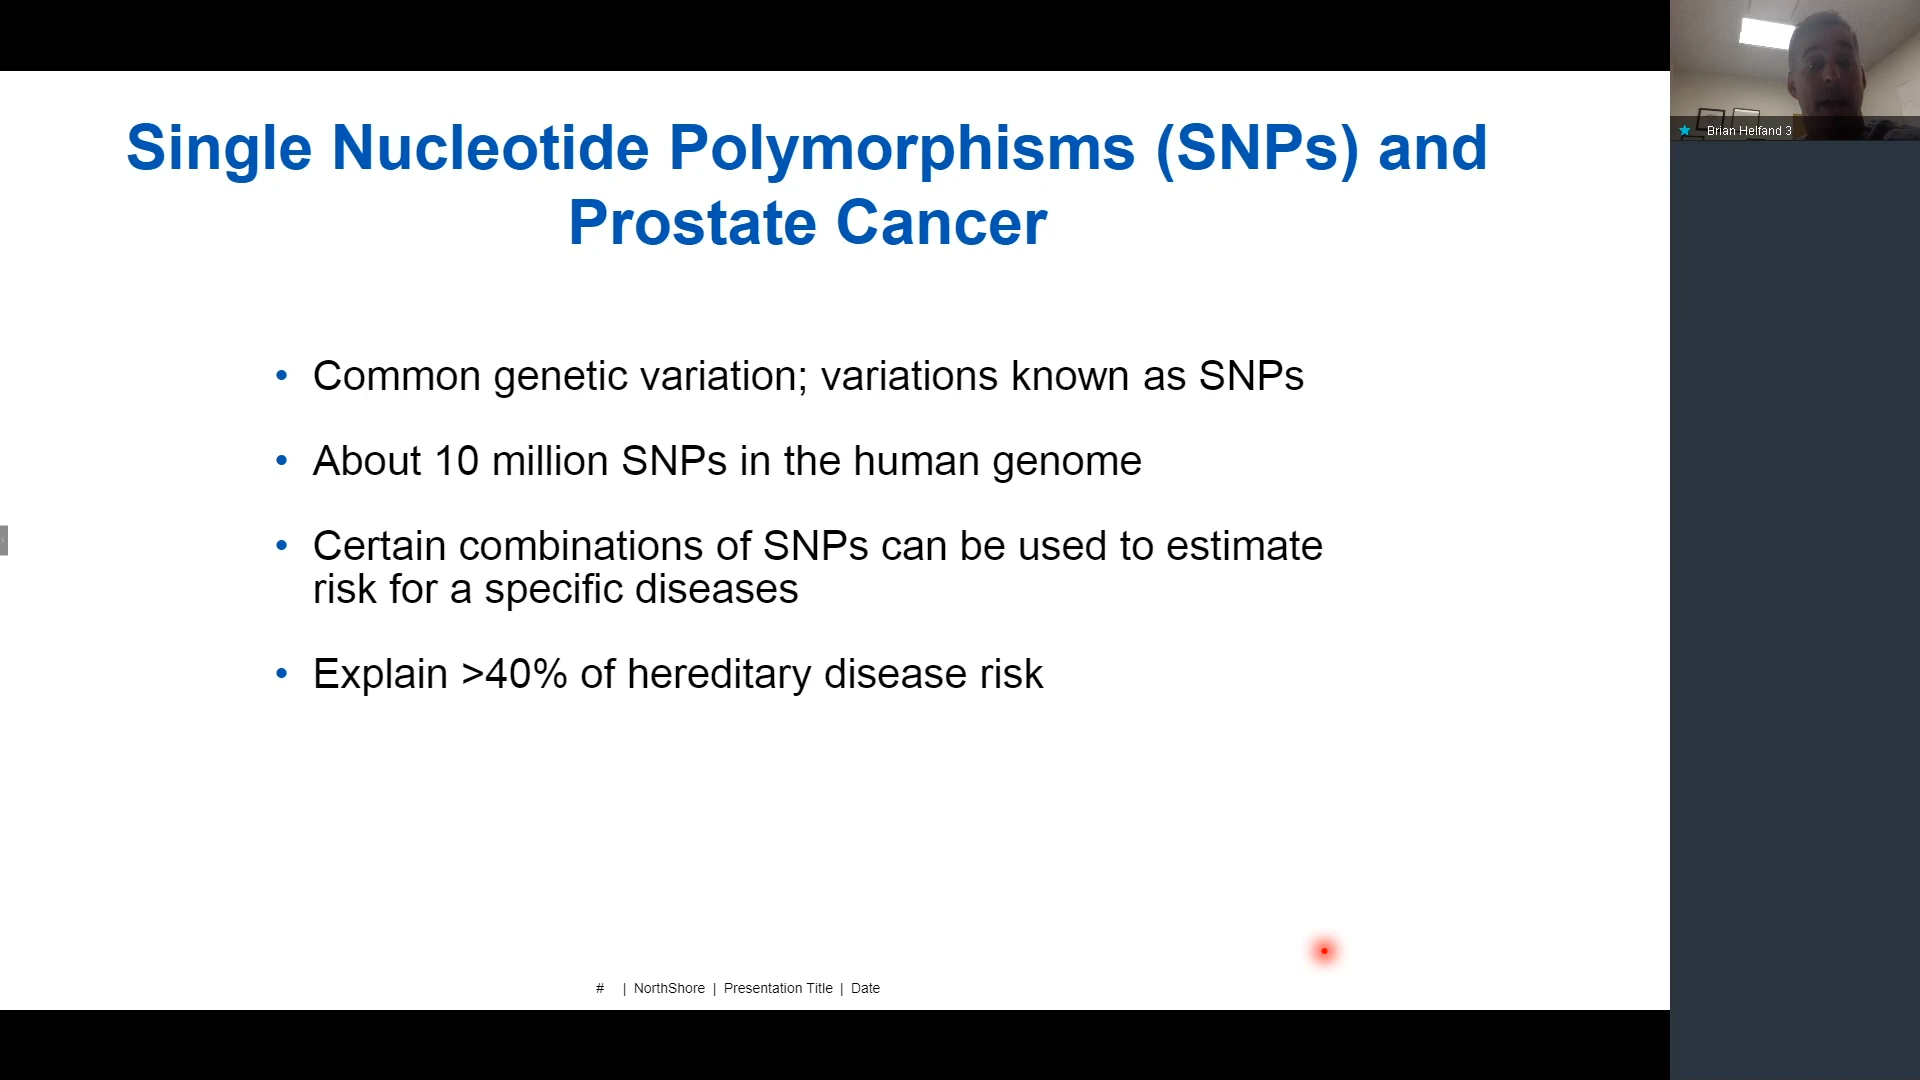 Single Nucleotide Polymorphisms (SNPs) and
Prostate Cancer
• Common genetic variation; variations known as SNPs
• About 10 million SNPs in the human genome
• Certain combinations of SNPs can be used to estimate
risk for a specific diseases
• Explain >40% of hereditary disease risk
# | NorthShore | Presentation Title | Date
Brian Helfand 3